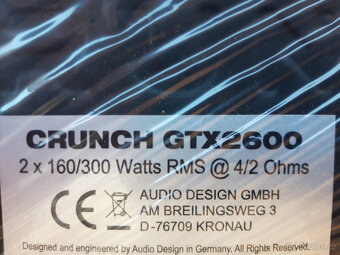 CRUNCH GTX2600
2 x 160/300 Watts RMS @ 4/2 Ohms
CE
AUDIO DESIGN GMBH
AM BREILINGSWEG 3
D-76709 KRONAU
Designed and engineered by Audio Design in Germany. All Rights Reserved.